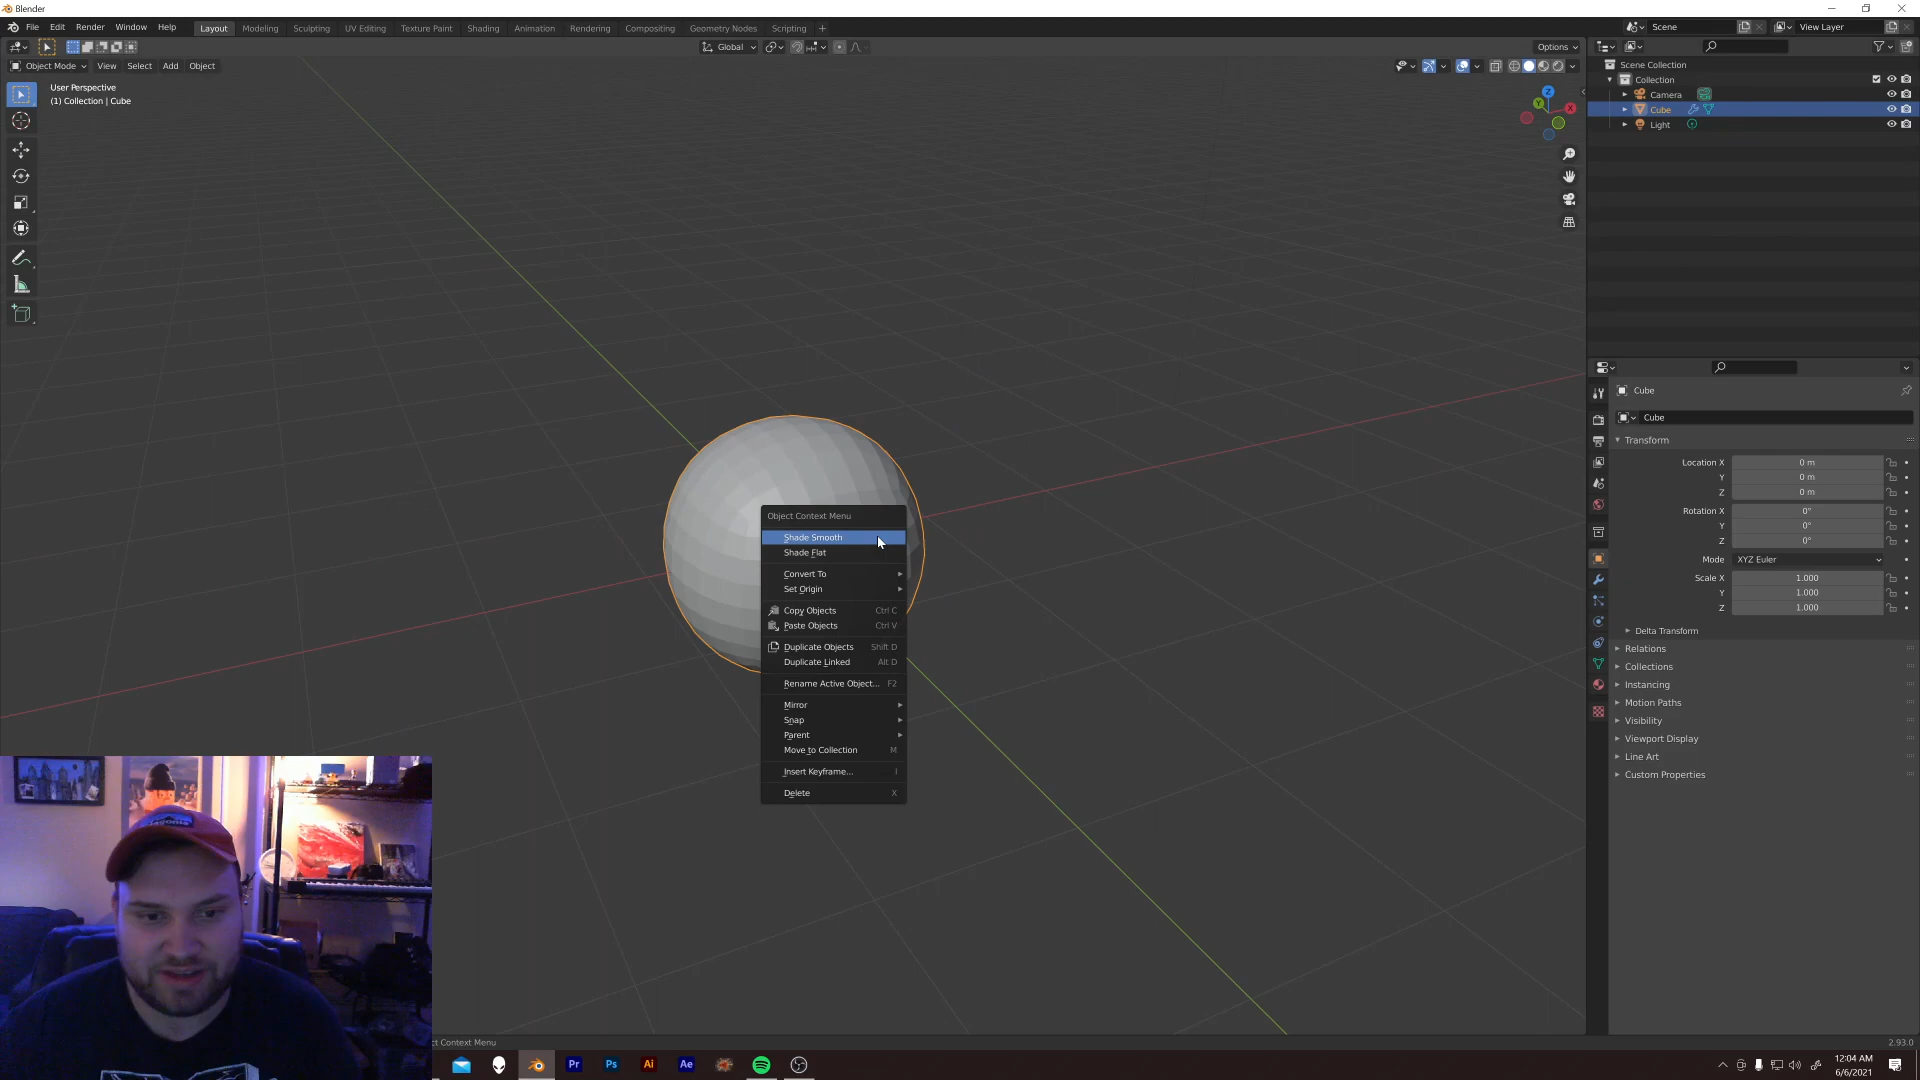 Blender
File Edit Render Window Help
Layout Modeling Sculpting UV Editing Texture Paint Shading Animation Rendering Compositing Geometry Nodes Scripting +
Scene
View Layer
Global
Options
Object Mode View Select Add Object
User Perspective
(1) Collection | Cube
Z
Y
X
Scene Collection
Collection
Camera
Cube
Light
Cube
Cube
Transform
Location X 0 m
Y 0 m
Z 0 m
Rotation X 0°
Y 0°
Z 0°
Mode XYZ Euler
Scale X 1.000
Y 1.000
Z 1.000
Delta Transform
Relations
Collections
Instancing
Motion Paths
Visibility
Viewport Display
Line Art
Custom Properties
Object Context Menu
Shade Smooth
Shade Flat
Convert To
Set Origin
Copy Objects Ctrl C
Paste Objects Ctrl V
Duplicate Objects Shift D
Duplicate Linked Alt D
Rename Active Object... F2
Mirror
Snap
Parent
Move to Collection M
Insert Keyframe... I
Delete X
ct Context Menu
2.93.0
Pr Ps Ai Ae
12:04 AM
6/6/2021